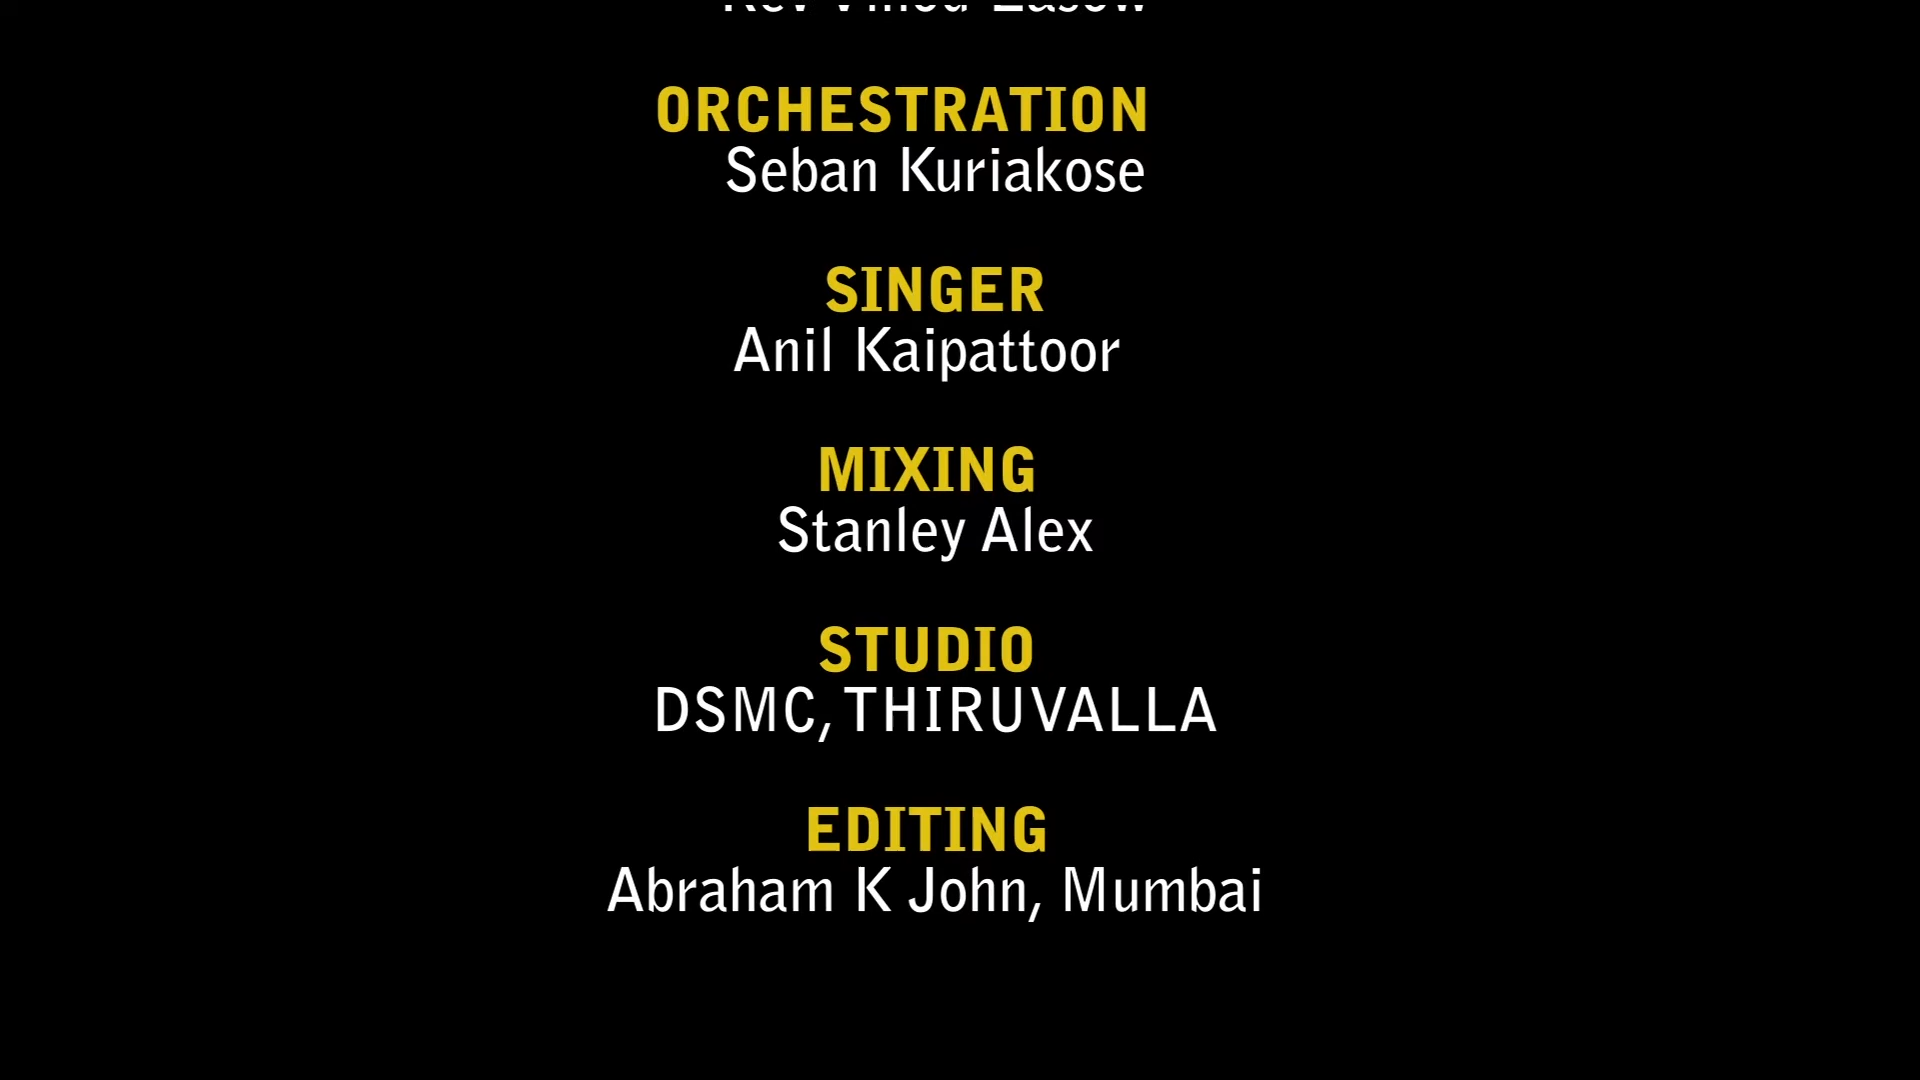 ORCHESTRATION
Seban Kuriakose
SINGER
Anil Kaipattoor
MIXING
Stanley Alex
STUDIO
DSMC, THIRUVALLA
EDITING
Abraham K John, Mumbai